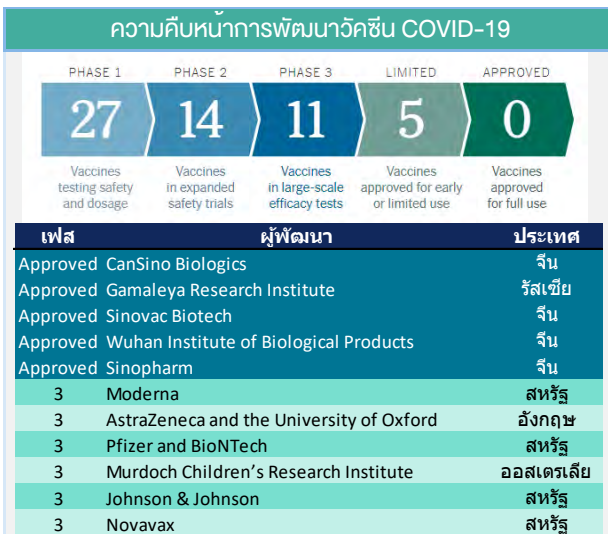 ความคืบหน้าการพัฒนาวัคซีน COVID-19
PHASE 1 PHASE 2 PHASE 3 LIMITED APPROVED
27 14 11 5 0
Vaccines Vaccines Vaccines Vaccines Vaccines
testing safety in expanded in large-scale approved for early approved
and dosage safety trials efficacy tests or limited use for full use
เฟส ผู้พัฒนา ประเทศ
Approved CanSino Biologics จีน
Approved Gamaleya Research Institute รัสเซีย
Approved Sinovac Biotech จีน
Approved Wuhan Institute of Biological Products จีน
Approved Sinopharm จีน
3 Moderna สหรัฐ
3 AstraZeneca and the University of Oxford อังกฤษ
3 Pfizer and BioNTech สหรัฐ
3 Murdoch Children’s Research Institute ออสเตรเลีย
3 Johnson & Johnson สหรัฐ
3 Novavax สหรัฐ